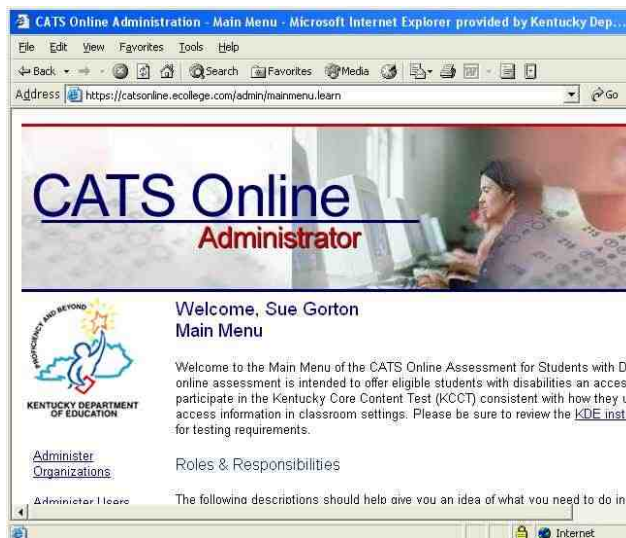 CATS Online Administration - Main Menu - Microsoft Internet Explorer provided by Kentucky Dep...
File Edit View Favorites Tools Help
Back Search Favorites Media
Address https://catsonline.ecollege.com/admin/mainmenu.learn Go
CATS Online
Administrator
PROFICIENCY AND BEYOND
KENTUCKY DEPARTMENT
OF EDUCATION
Welcome, Sue Gorton
Main Menu
Welcome to the Main Menu of the CATS Online Assessment for Students with D
online assessment is intended to offer eligible students with disabilities an acces
participate in the Kentucky Core Content Test (KCCT) consistent with how they u
access information in classroom settings. Please be sure to review the KDE inst
for testing requirements.
Administer
Organizations
Administer Users
Roles & Responsibilities
The following descriptions should help give you an idea of what you need to do in
Internet